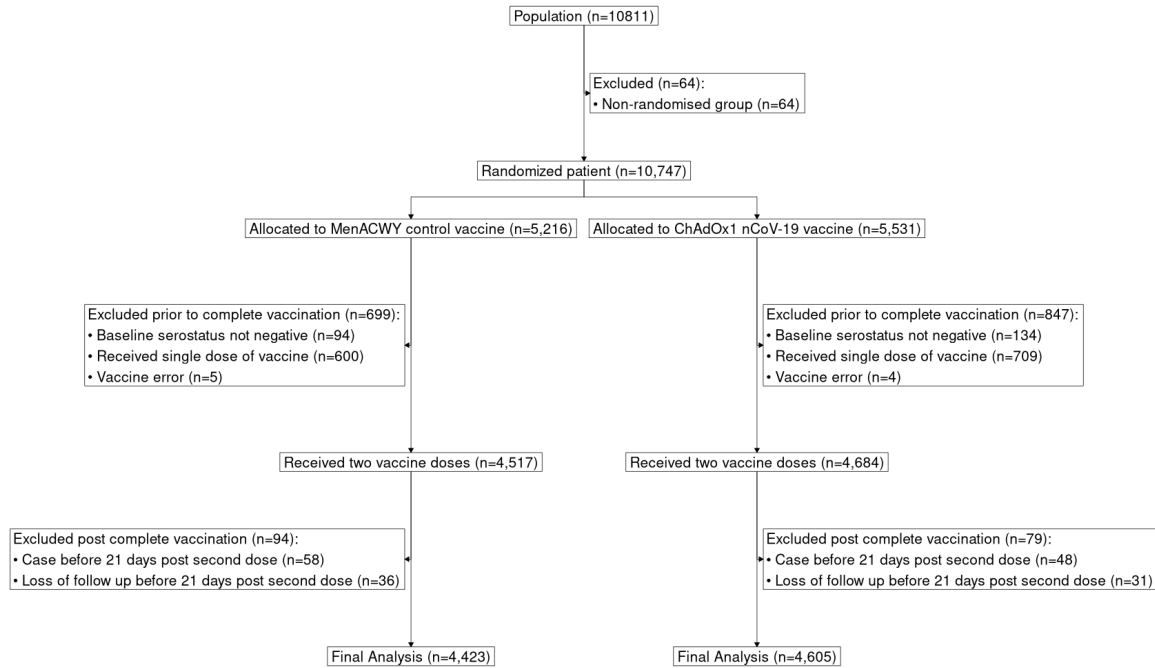 Population (n=10811)
Excluded (n=64):
• Non-randomised group (n=64)
Randomized patient (n=10,747)
Allocated to MenACWY control vaccine (n=5,216)
Allocated to ChAdOx1 nCoV-19 vaccine (n=5,531)
Excluded prior to complete vaccination (n=699):
• Baseline serostatus not negative (n=94)
• Received single dose of vaccine (n=600)
• Vaccine error (n=5)
Excluded prior to complete vaccination (n=847):
• Baseline serostatus not negative (n=134)
• Received single dose of vaccine (n=709)
• Vaccine error (n=4)
Received two vaccine doses (n=4,517)
Received two vaccine doses (n=4,684)
Excluded post complete vaccination (n=94):
• Case before 21 days post second dose (n=58)
• Loss of follow up before 21 days post second dose (n=36)
Excluded post complete vaccination (n=79):
• Case before 21 days post second dose (n=48)
• Loss of follow up before 21 days post second dose (n=31)
Final Analysis (n=4,423)
Final Analysis (n=4,605)